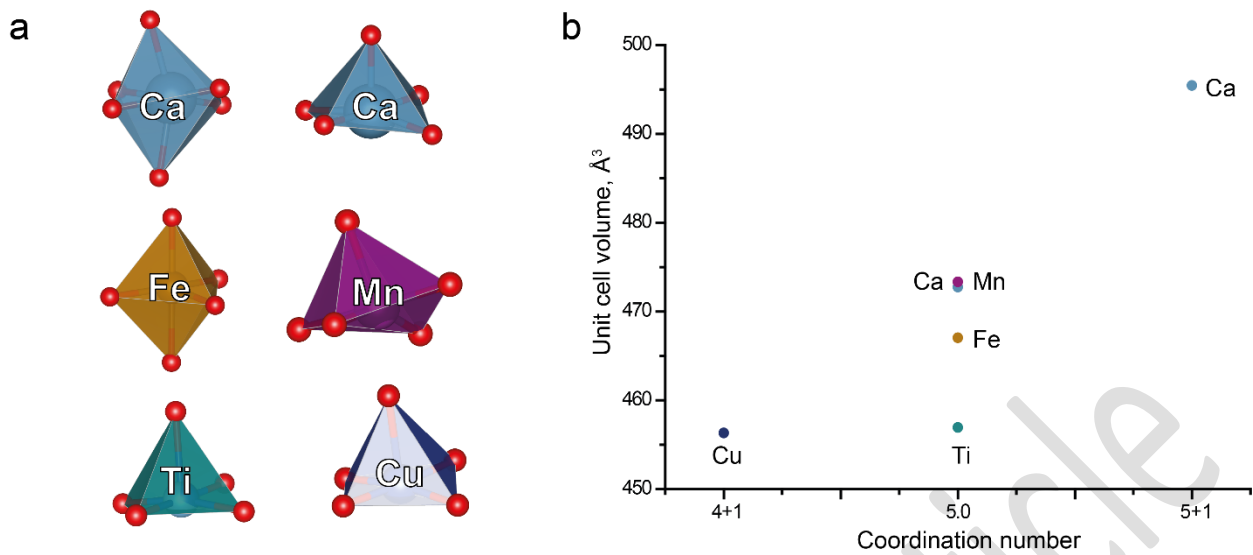 a
Ca
Ca
Fe
Mn
Ti
Cu
b
Unit cell volume, Å³
500
490
480
470
460
450
Ca
Ca
Mn
Fe
Cu
Ti
4+1
5.0
5+1
Coordination number